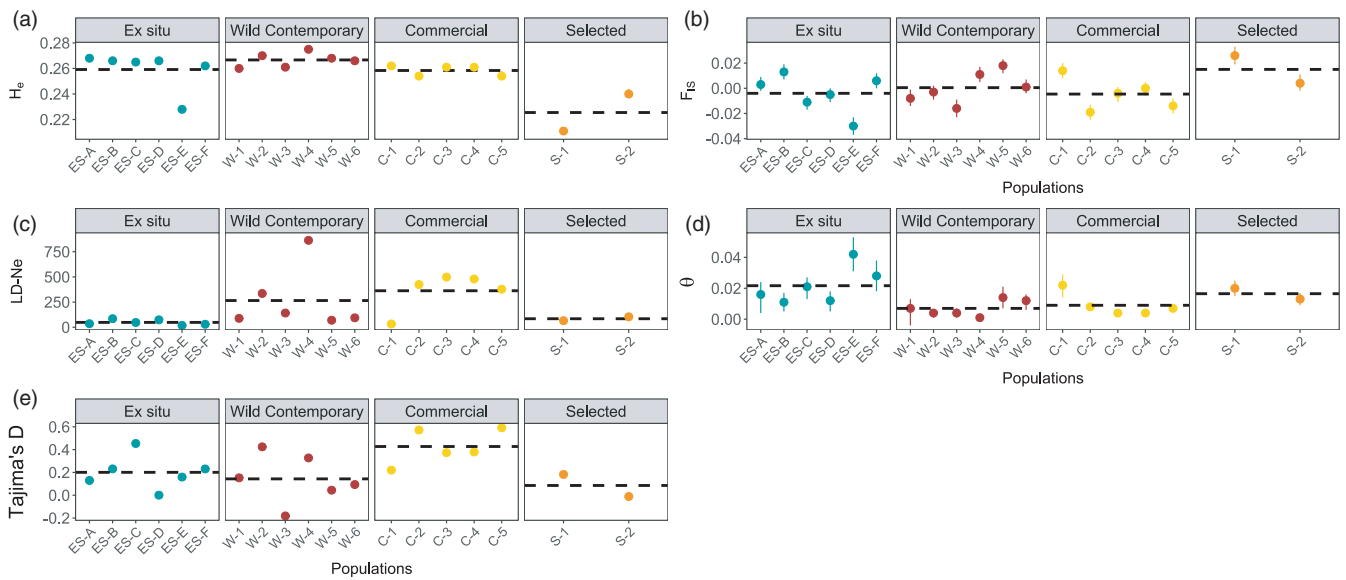 (a)
Ex situ
Wild Contemporary
Commercial
Selected
0.28
0.26
0.24
0.22
He
ES-A
ES-B
ES-C
ES-D
ES-E
ES-F
W-1
W-2
W-3
W-4
W-5
W-6
C-1
C-2
C-3
C-4
C-5
S-1
S-2
(b)
Ex situ
Wild Contemporary
Commercial
Selected
0.02
0.00
-0.02
-0.04
FIS
ES-A
ES-B
ES-C
ES-D
ES-E
ES-F
W-1
W-2
W-3
W-4
W-5
W-6
C-1
C-2
C-3
C-4
C-5
S-1
S-2
Populations
(c)
Ex situ
Wild Contemporary
Commercial
Selected
750
500
250
0
LD-Ne
ES-A
ES-B
ES-C
ES-D
ES-E
ES-F
W-1
W-2
W-3
W-4
W-5
W-6
C-1
C-2
C-3
C-4
C-5
S-1
S-2
(d)
Ex situ
Wild Contemporary
Commercial
Selected
0.04
0.02
0.00
θ
ES-A
ES-B
ES-C
ES-D
ES-E
ES-F
W-1
W-2
W-3
W-4
W-5
W-6
C-1
C-2
C-3
C-4
C-5
S-1
S-2
Populations
(e)
Ex situ
Wild Contemporary
Commercial
Selected
0.6
0.4
0.2
0.0
-0.2
Tajima's D
ES-A
ES-B
ES-C
ES-D
ES-E
ES-F
W-1
W-2
W-3
W-4
W-5
W-6
C-1
C-2
C-3
C-4
C-5
S-1
S-2
Populations